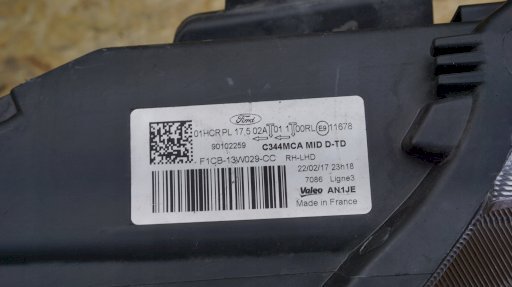 Ford
01HCR PL 17,5 02A 01 1 00RL E9 11678
90102259 C344MCA MID D-TD
F1CB-13W029-CC RH-LHD
22/02/17 23h18
7086 Ligne3
Valeo AN1JE
Made in France